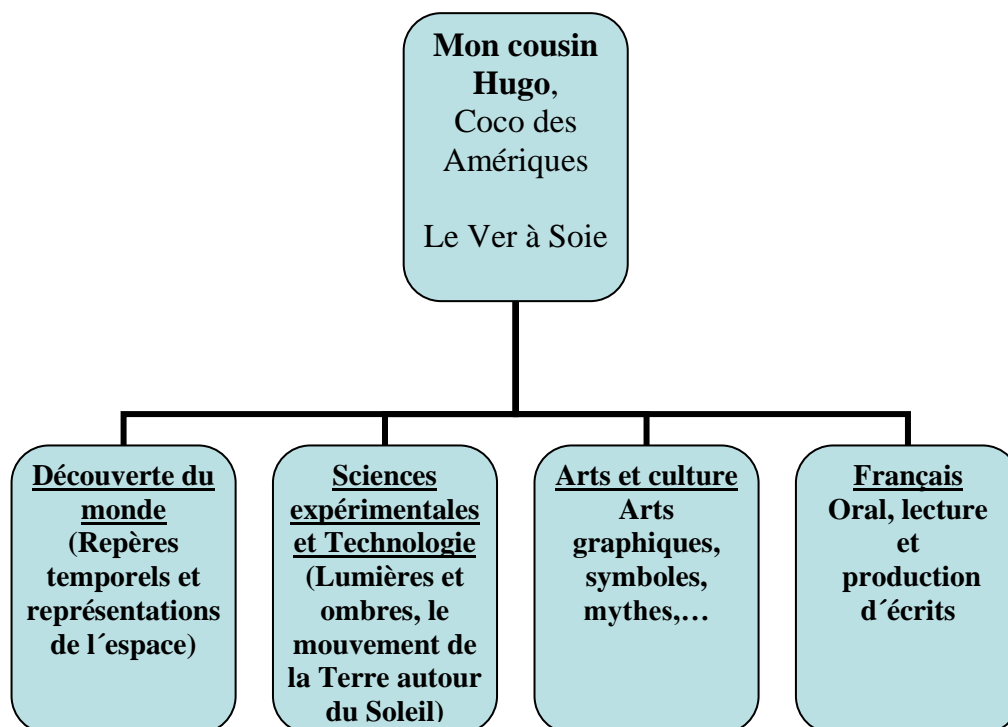 Mon cousin
Hugo,
Coco des
Amériques
Le Ver à Soie
Découverte du
monde
(Repères
temporels et
représentations
de l´espace)
Sciences
expérimentales
et Technologie
(Lumières et
ombres, le
mouvement de
la Terre autour
du Soleil)
Arts et culture
Arts
graphiques,
symboles,
mythes,…
Français
Oral, lecture
et
production
d´écrits